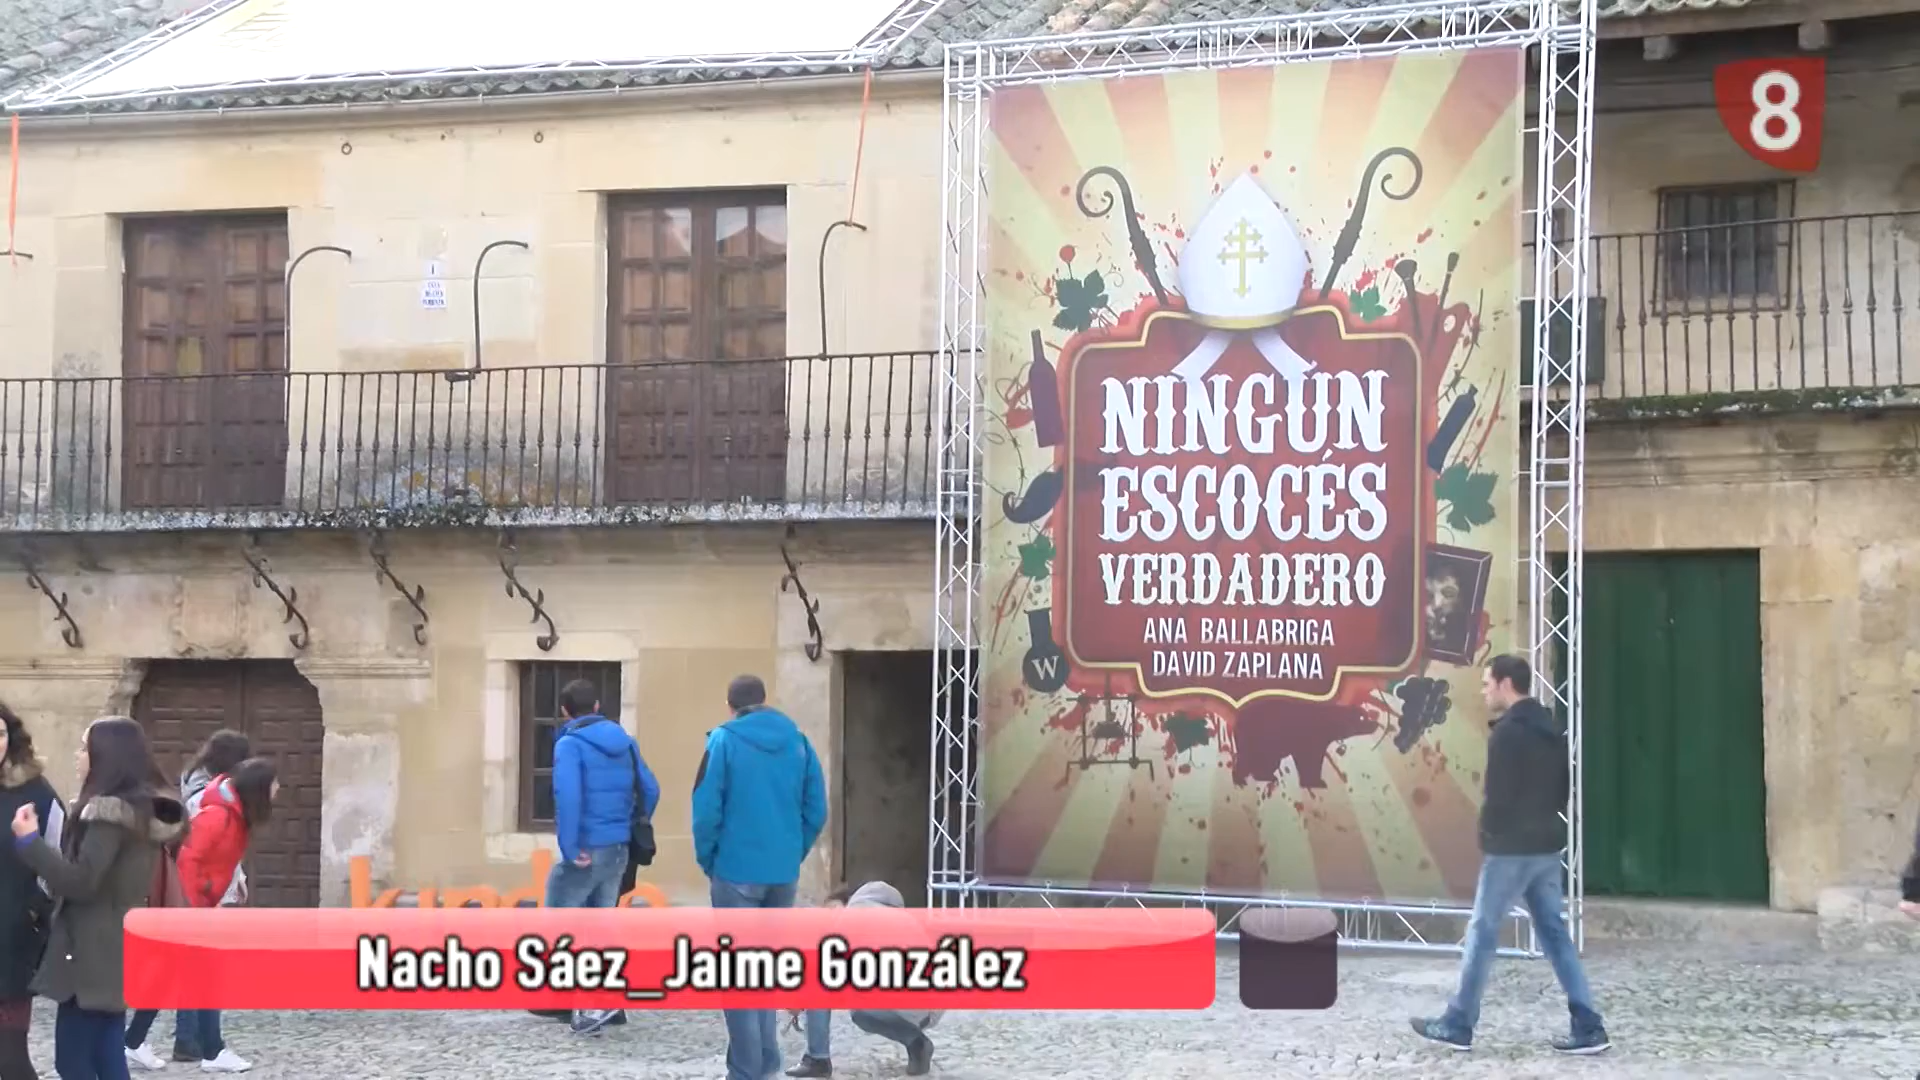 8
NINGÚN
ESCOCÉS
VERDADERO
ANA BALLABRIGA
DAVID ZAPLANA
W
Nacho Sáez_Jaime González